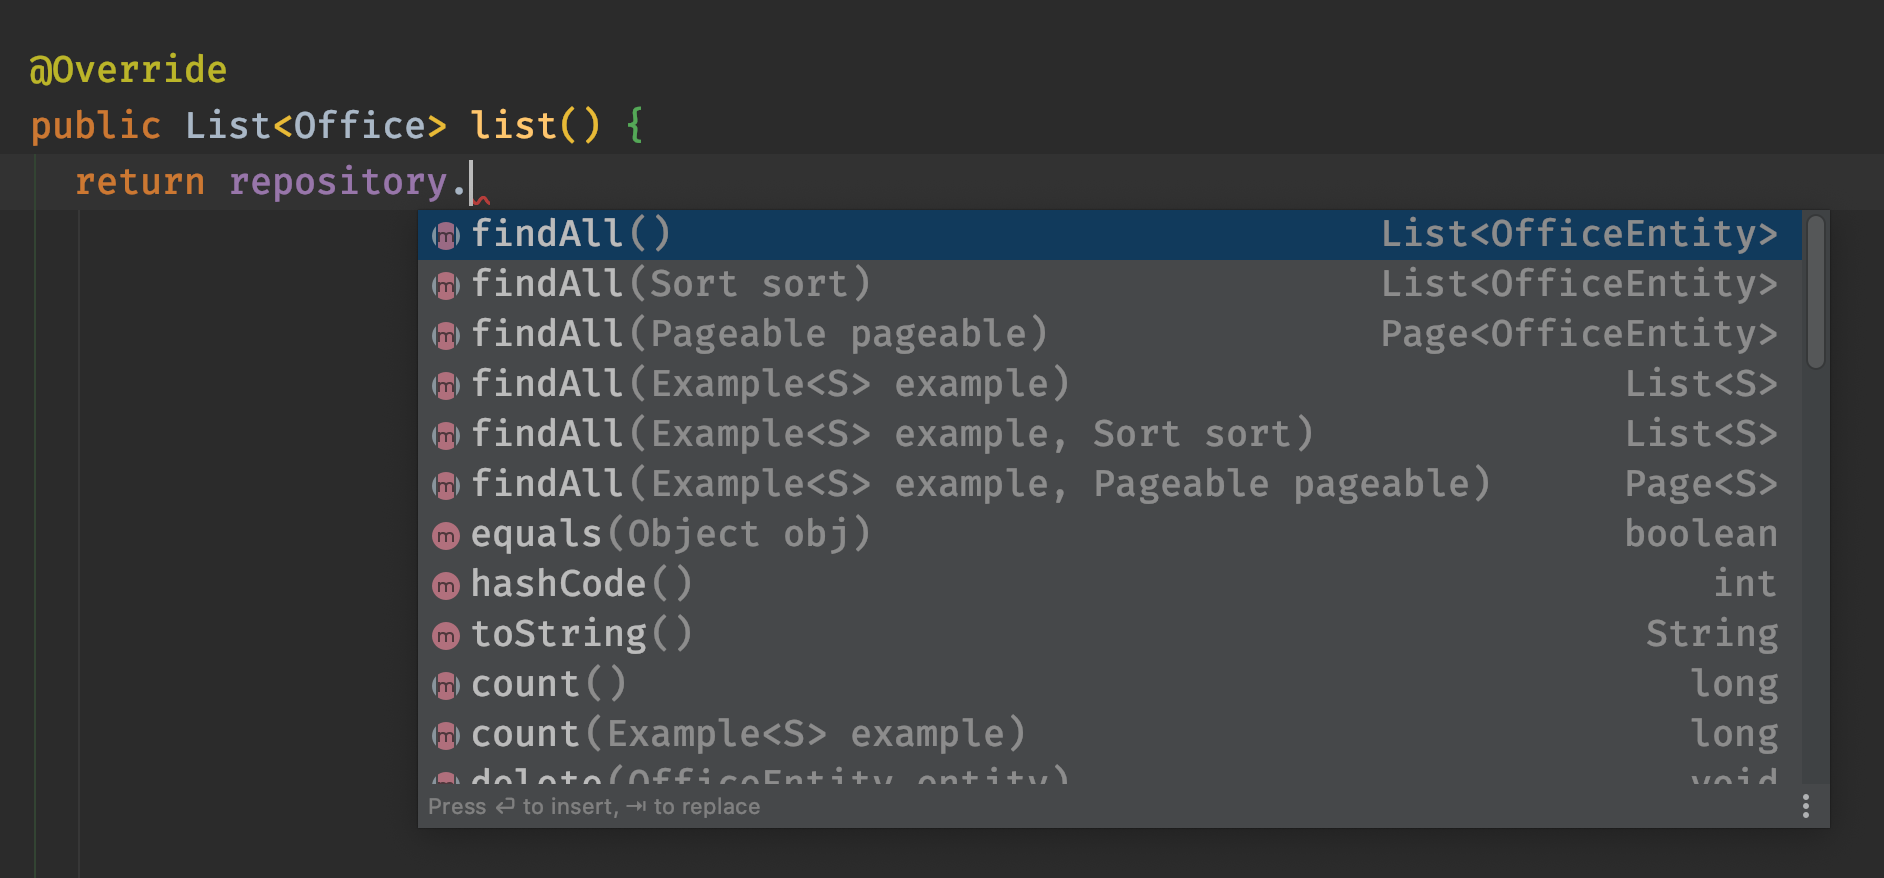 @Override
public List<Office> list() {
return repository.
findAll() List<OfficeEntity>
findAll(Sort sort) List<OfficeEntity>
findAll(Pageable pageable) Page<OfficeEntity>
findAll(Example<S> example) List<S>
findAll(Example<S> example, Sort sort) List<S>
findAll(Example<S> example, Pageable pageable) Page<S>
equals(Object obj) boolean
hashCode() int
toString() String
count() long
count(Example<S> example) long
delete(OfficeEntity entity) void
Press ↵ to insert, ⇥ to replace